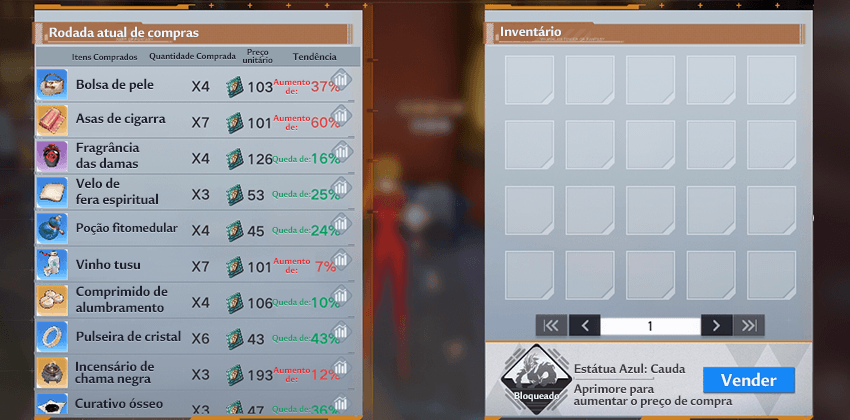 Rodada atual de compras
Itens Comprados Quantidade Comprada Preço unitário Tendência
Bolsa de pele X4 103 Aumento de: 37%
Asas de cigarra X7 101 Aumento de: 60%
Fragrância
das damas X4 126 Queda de: 16%
Velo de
fera espiritual X3 53 Queda de: 25%
Poção fitomedular X4 45 Queda de: 24%
Vinho tusu X7 101 Aumento de: 7%
Comprimido de
alumbramento X4 106 Queda de: 10%
Pulseira de cristal X6 43 Queda de: 43%
Incensário de
chama negra X3 193 Aumento de: 12%
Curativo ósseo X3 47 Queda de: 36%
Inventário
1
Estátua Azul: Cauda
Bloqueado
Aprimore para
aumentar o preço de compra
Vender